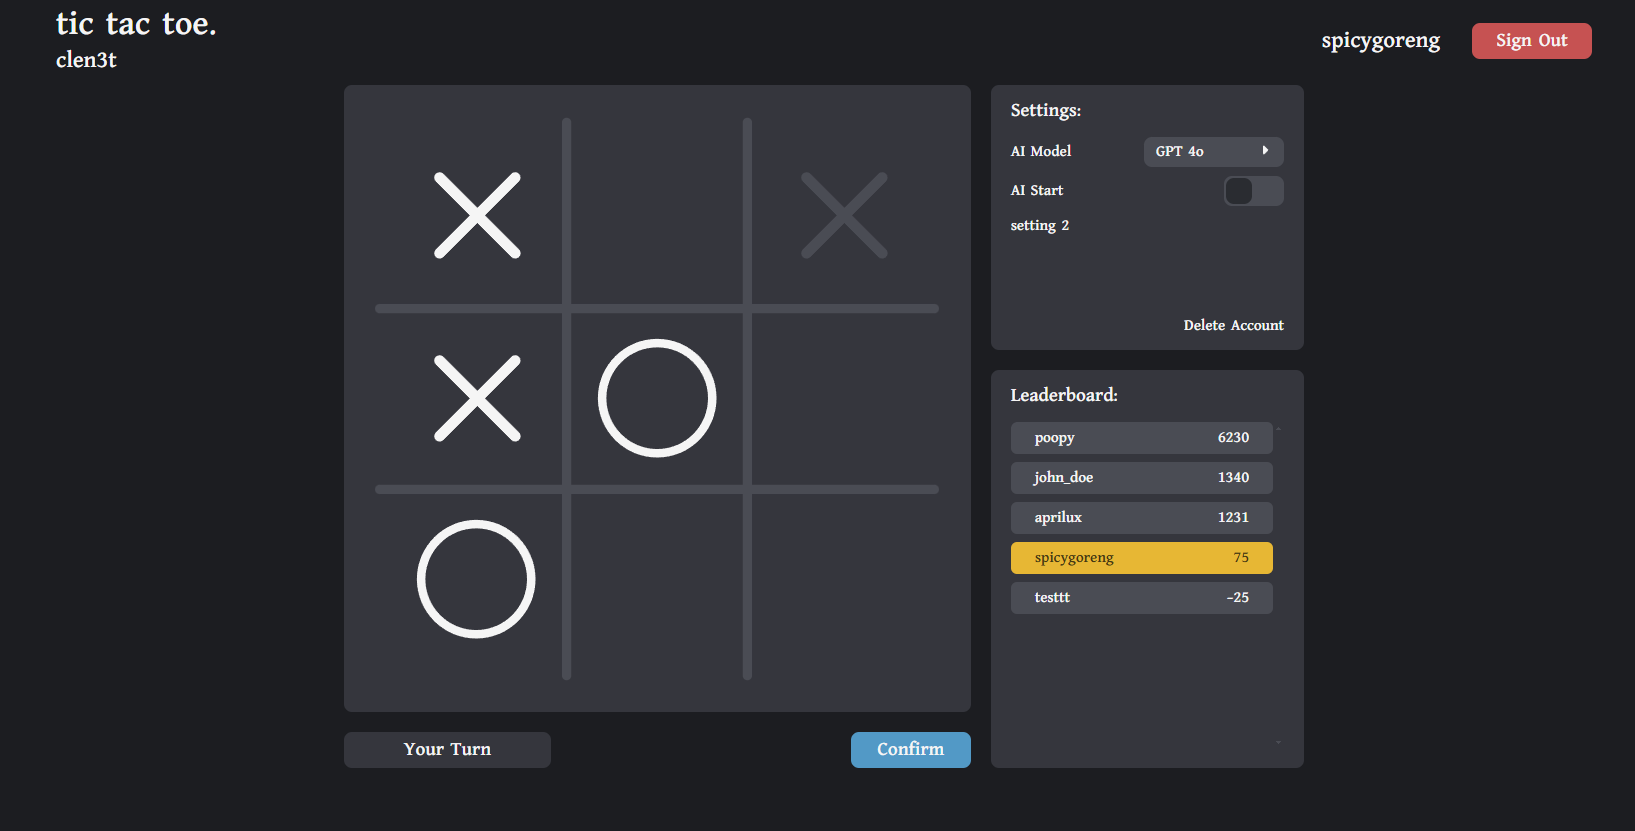 tic tac toe.
clen3t
spicygoreng
Sign Out
Settings:
AI Model GPT 4o
AI Start
setting 2
Delete Account
Leaderboard:
poopy 6230
john_doe 1340
aprilux 1231
spicygoreng 75
testtt -25
Your Turn
Confirm